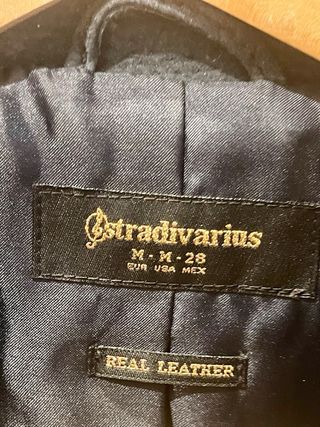 stradivarius
M - M - 28
EUR USA MEX
REAL LEATHER